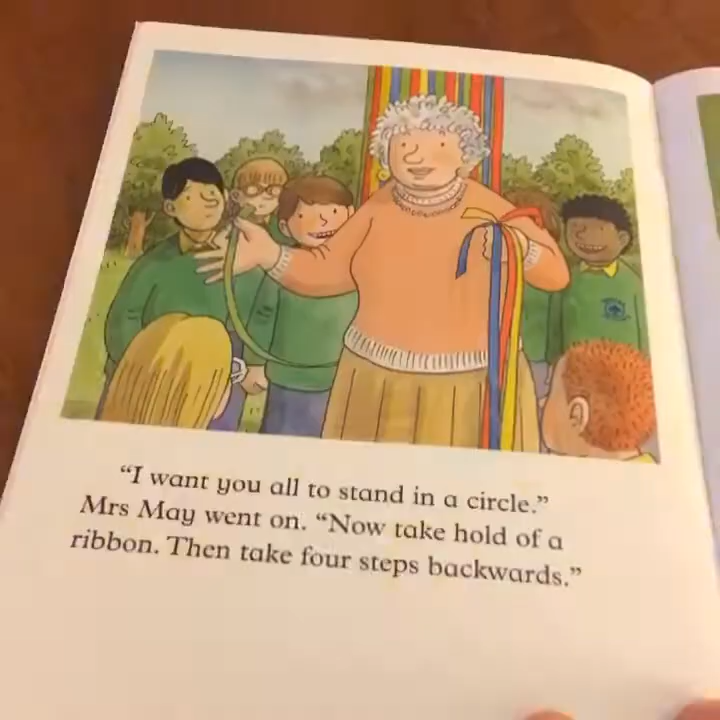 “I want you all to stand in a circle.”
Mrs May went on. “Now take hold of a
ribbon. Then take four steps backwards.”